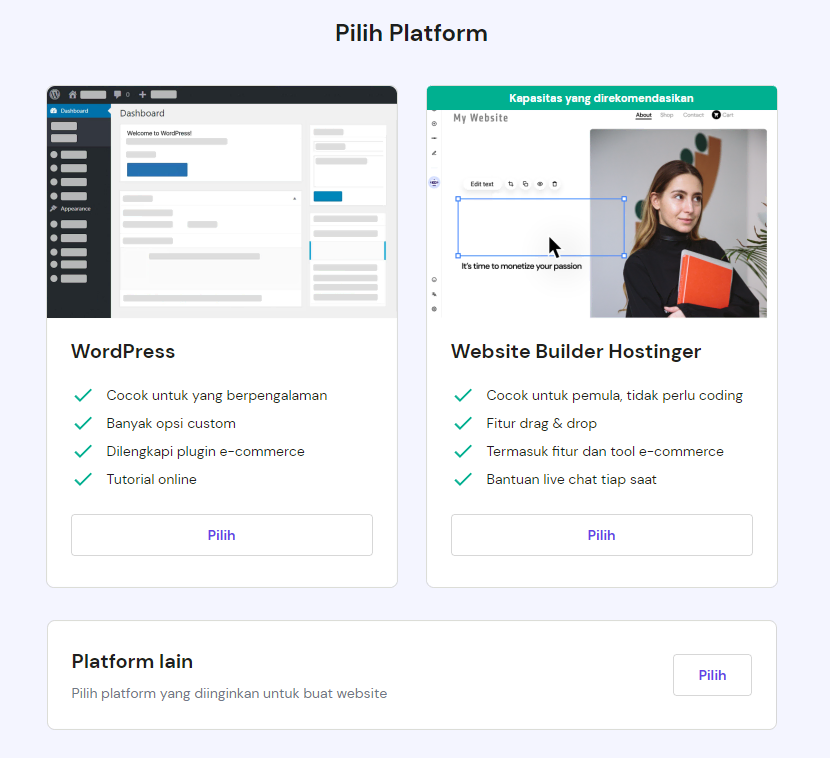 Pilih Platform
0
Dashboard
Dashboard
Welcome to WordPress!
Appearance
WordPress
Cocok untuk yang berpengalaman
Banyak opsi custom
Dilengkapi plugin e-commerce
Tutorial online
Pilih
Kapasitas yang direkomendasikan
My Website
About Shop Contact Cart
Edit text
It's time to monetize your passion
Website Builder Hostinger
Cocok untuk pemula, tidak perlu coding
Fitur drag & drop
Termasuk fitur dan tool e-commerce
Bantuan live chat tiap saat
Pilih
Platform lain
Pilih platform yang diinginkan untuk buat website
Pilih